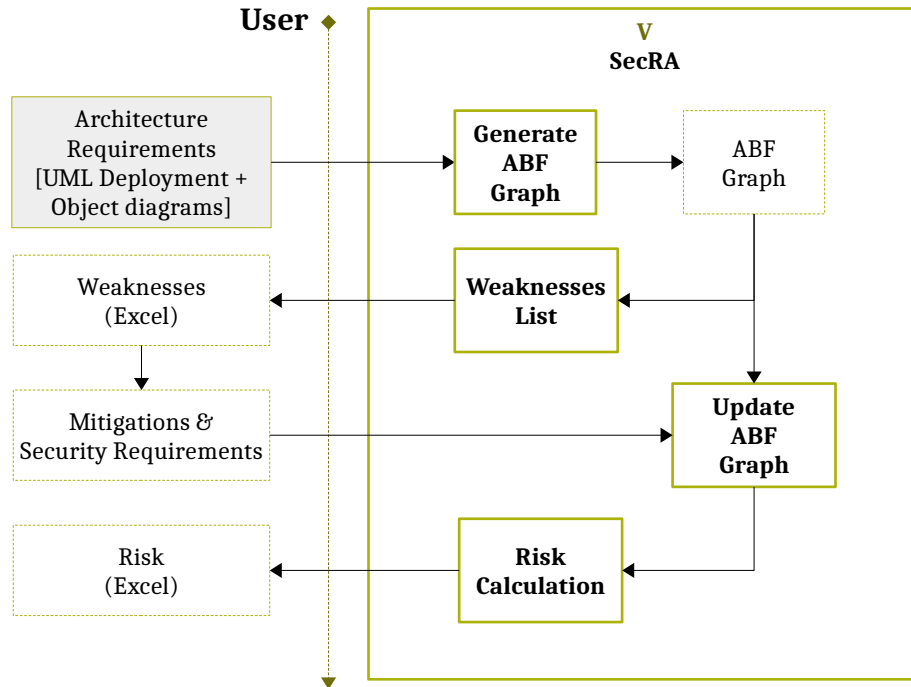 User
V
SecRA
Architecture
Requirements
[UML Deployment +
Object diagrams]
Generate
ABF
Graph
ABF
Graph
Weaknesses
(Excel)
Weaknesses
List
Mitigations &
Security Requirements
Update
ABF
Graph
Risk
(Excel)
Risk
Calculation